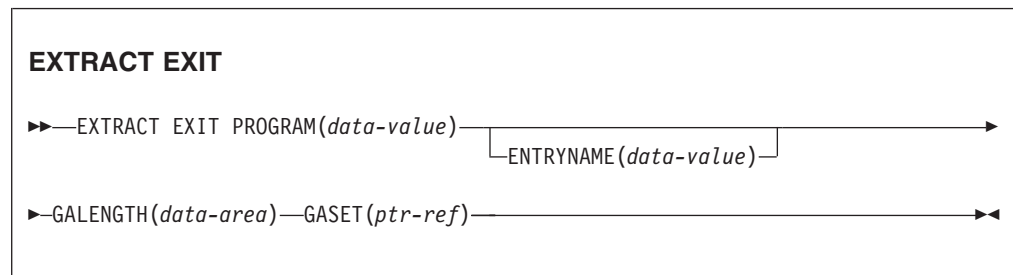 EXTRACT EXIT
EXTRACT EXIT PROGRAM(data-value)
ENTRYNAME(data-value)
GALENGTH(data-area) GASET(ptr-ref)